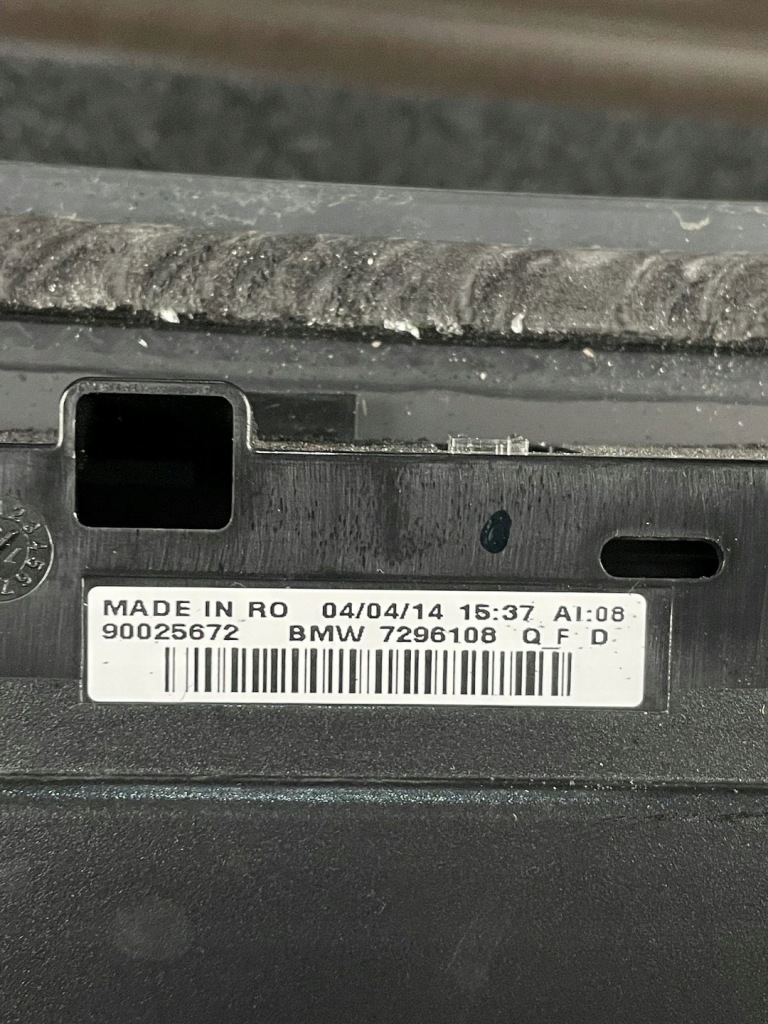 MADE IN RO 04/04/14 15:37 AI:08
90025672 BMW 7296108 Q_F D